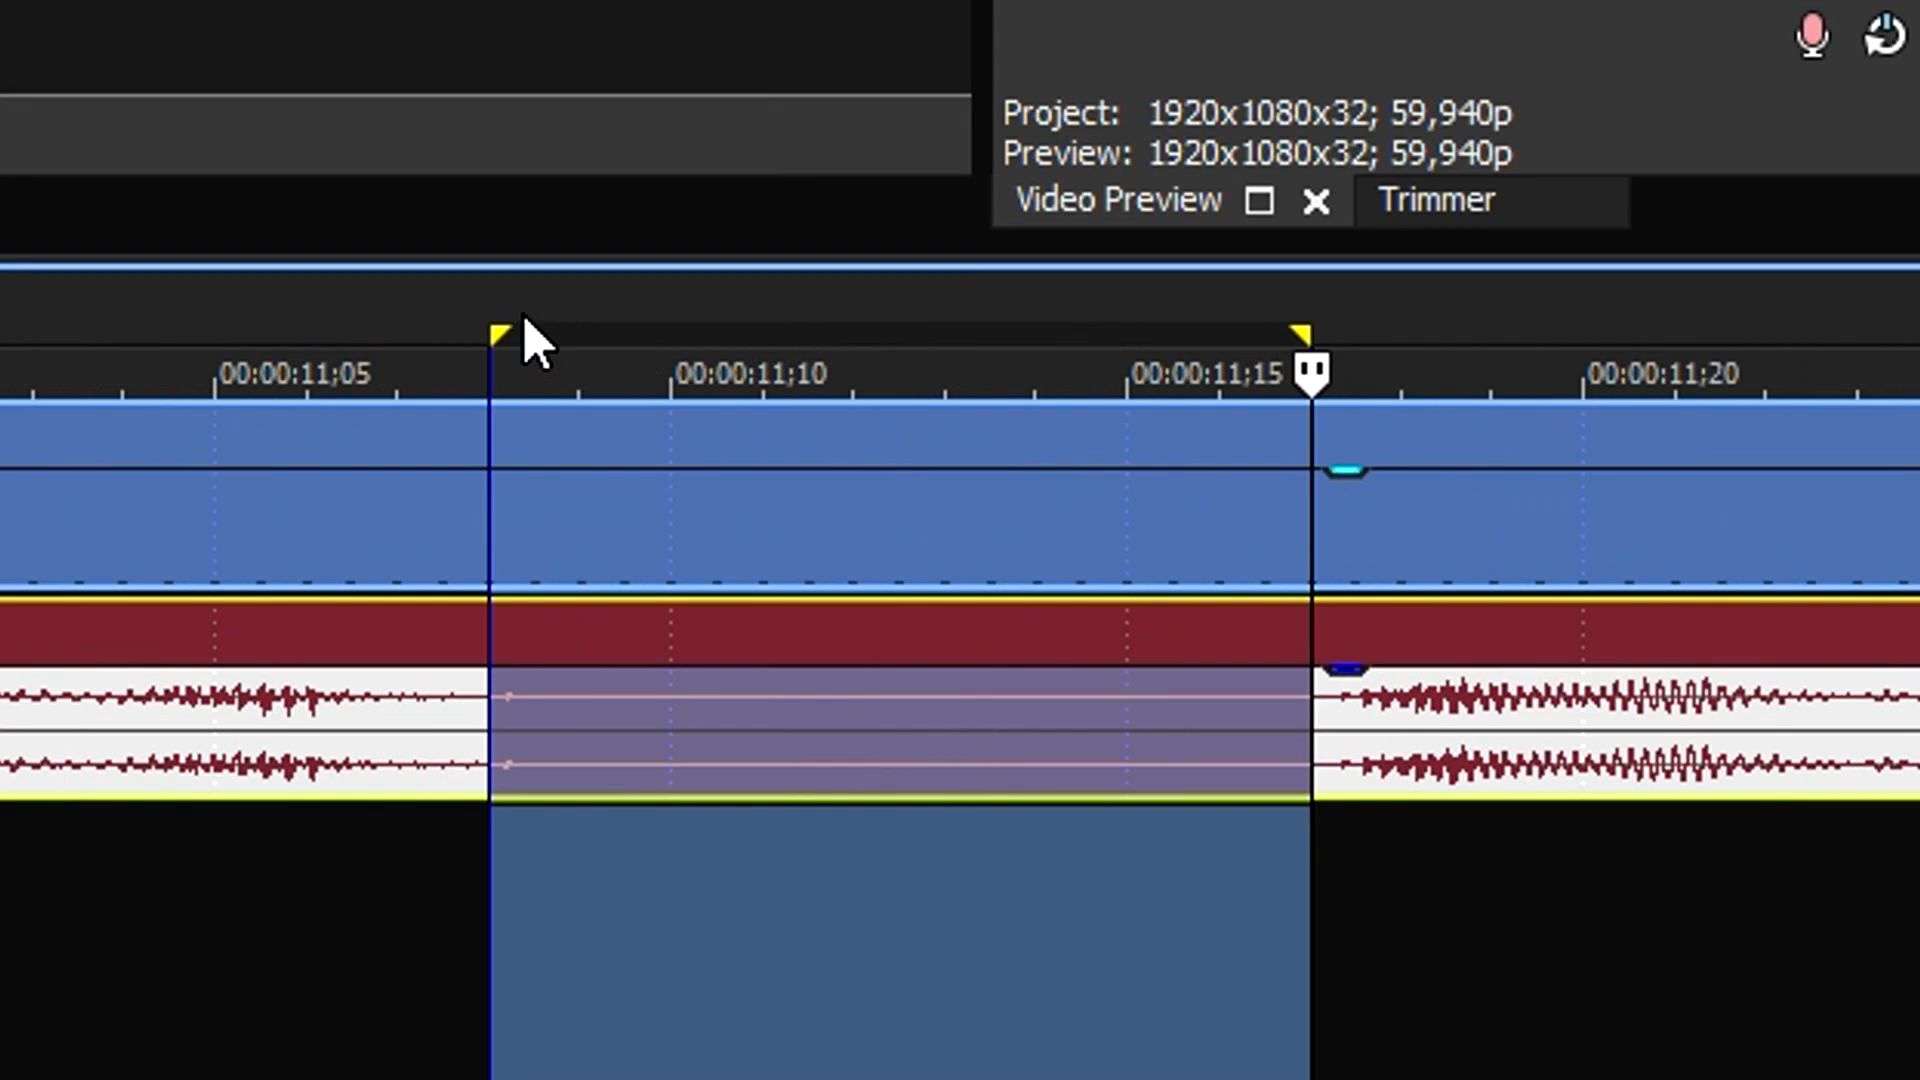 Project: 1920x1080x32; 59,940p
Preview: 1920x1080x32; 59,940p
Video Preview Trimmer
00:00:11;05 00:00:11;10 00:00:11;15 00:00:11;20